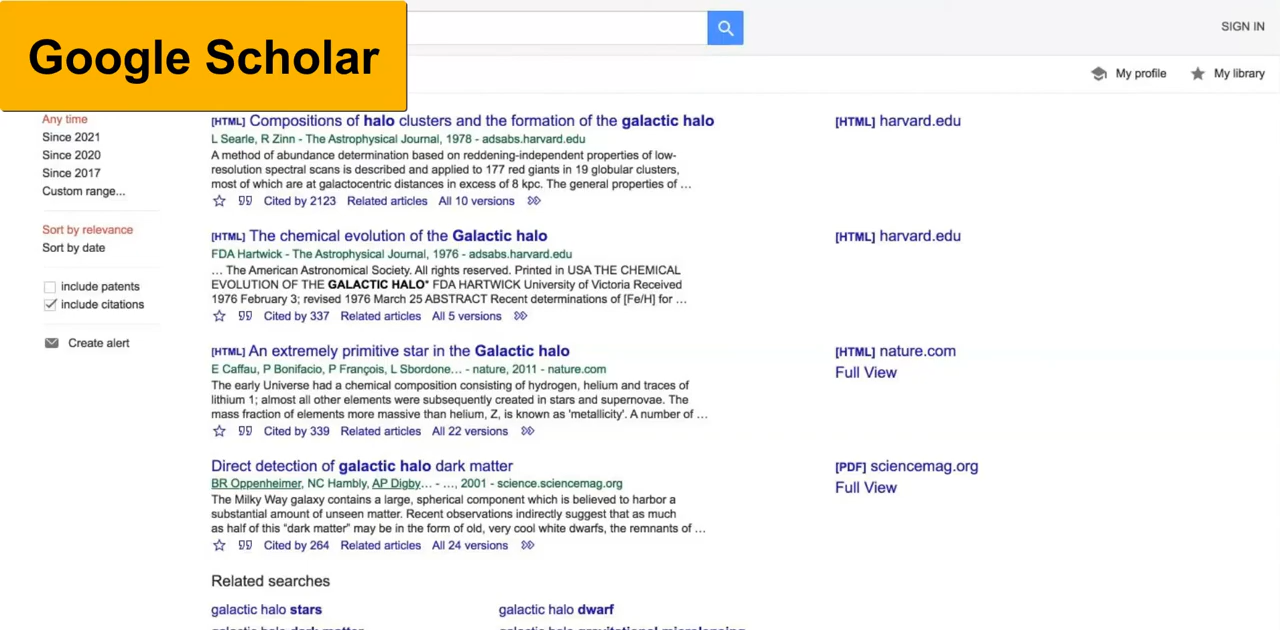 Google Scholar
SIGN IN
My profile
My library
Any time
Since 2021
Since 2020
Since 2017
Custom range...
Sort by relevance
Sort by date
include patents
include citations
Create alert
[HTML] Compositions of halo clusters and the formation of the galactic halo
L Searle, R Zinn - The Astrophysical Journal, 1978 - adsabs.harvard.edu
A method of abundance determination based on reddening-independent properties of low-
resolution spectral scans is described and applied to 177 red giants in 19 globular clusters,
most of which are at galactocentric distances in excess of 8 kpc. The general properties of …
Cited by 2123 Related articles All 10 versions
[HTML] harvard.edu
[HTML] The chemical evolution of the Galactic halo
FDA Hartwick - The Astrophysical Journal, 1976 - adsabs.harvard.edu
… The American Astronomical Society. All rights reserved. Printed in USA THE CHEMICAL
EVOLUTION OF THE GALACTIC HALO* FDA HARTWICK University of Victoria Received
1976 February 3; revised 1976 March 25 ABSTRACT Recent determinations of [Fe/H] for …
Cited by 337 Related articles All 5 versions
[HTML] harvard.edu
[HTML] An extremely primitive star in the Galactic halo
E Caffau, P Bonifacio, P François, L Sbordone… - nature, 2011 - nature.com
The early Universe had a chemical composition consisting of hydrogen, helium and traces of
lithium 1; almost all other elements were subsequently created in stars and supernovae. The
mass fraction of elements more massive than helium, Z, is known as 'metallicity'. A number of …
Cited by 339 Related articles All 22 versions
[HTML] nature.com
Full View
Direct detection of galactic halo dark matter
BR Oppenheimer, NC Hambly, AP Digby… - …, 2001 - science.sciencemag.org
The Milky Way galaxy contains a large, spherical component which is believed to harbor a
substantial amount of unseen matter. Recent observations indirectly suggest that as much
as half of this “dark matter” may be in the form of old, very cool white dwarfs, the remnants of …
Cited by 264 Related articles All 24 versions
[PDF] sciencemag.org
Full View
Related searches
galactic halo stars
galactic halo dwarf